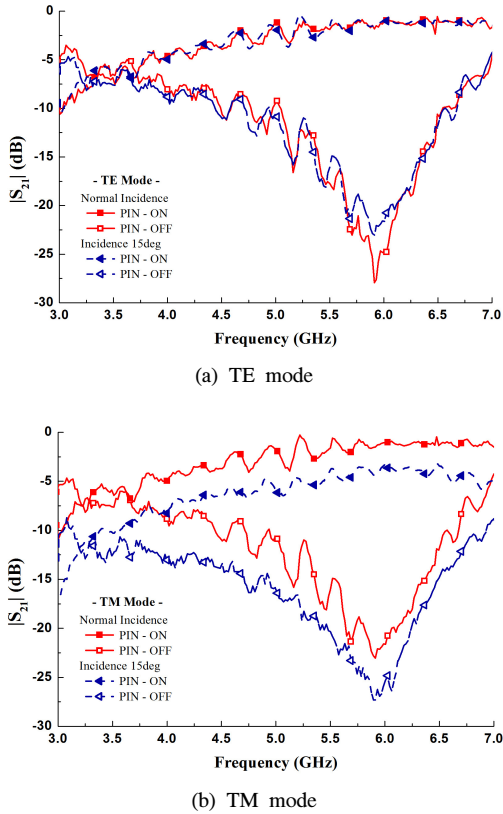 0
-5
-10
-15
-20
-25
-30
|S21| (dB)
- TE Mode -
Normal Incidence
PIN - ON
PIN - OFF
Incidence 15deg
PIN - ON
PIN - OFF
3.0 3.5 4.0 4.5 5.0 5.5 6.0 6.5 7.0
Frequency (GHz)
(a) TE mode
0
-5
-10
-15
-20
-25
-30
|S21| (dB)
- TM Mode -
Normal Incidence
PIN - ON
PIN - OFF
Incidence 15deg
PIN - ON
PIN - OFF
3.0 3.5 4.0 4.5 5.0 5.5 6.0 6.5 7.0
Frequency (GHz)
(b) TM mode